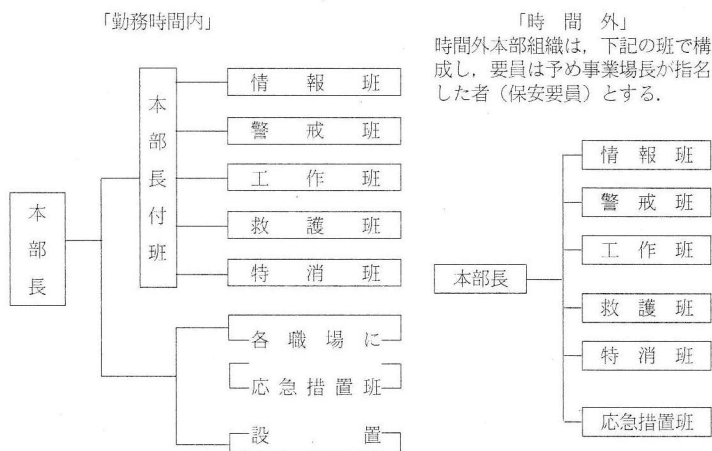 「勤務時間内」
本部長
本部長付班
情報班
警戒班
工作班
救護班
特消班
各職場に
応急措置班
設置
「時間外」
時間外本部組織は，下記の班で構
成し，要員は予め事業場長が指名
した者（保安要員）とする．
本部長
情報班
警戒班
工作班
救護班
特消班
応急措置班